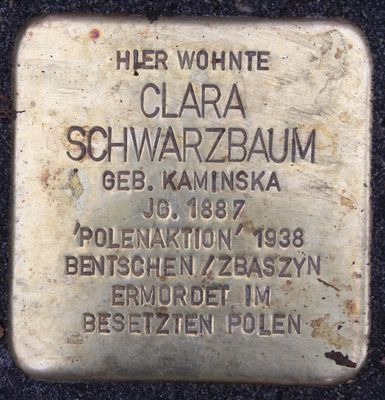 HIER WOHNTE
CLARA
SCHWARZBAUM
GEB. KAMINSKA
JG. 1887
'POLENAKTION' 1938
BENTSCHEN/ZBASZYN
ERMORDET IM
BESETZTEN POLEN